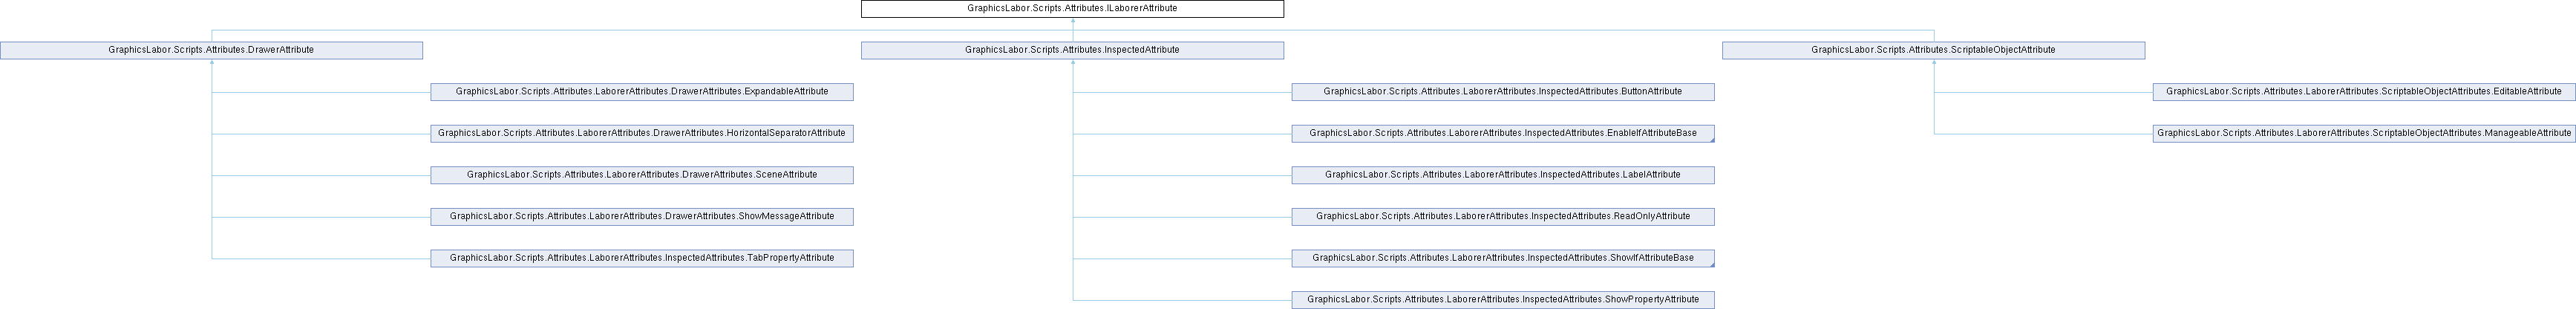 GraphicsLabor.Scripts.Attributes.ILaborerAttribute
GraphicsLabor.Scripts.Attributes.DrawerAttribute
GraphicsLabor.Scripts.Attributes.InspectedAttribute
GraphicsLabor.Scripts.Attributes.ScriptableObjectAttribute
GraphicsLabor.Scripts.Attributes.LaborerAttributes.DrawerAttributes.ExpandableAttribute
GraphicsLabor.Scripts.Attributes.LaborerAttributes.InspectedAttributes.ButtonAttribute
GraphicsLabor.Scripts.Attributes.LaborerAttributes.ScriptableObjectAttributes.EditableAttribute
GraphicsLabor.Scripts.Attributes.LaborerAttributes.DrawerAttributes.HorizontalSeparatorAttribute
GraphicsLabor.Scripts.Attributes.LaborerAttributes.InspectedAttributes.EnableIfAttributeBase
GraphicsLabor.Scripts.Attributes.LaborerAttributes.ScriptableObjectAttributes.ManageableAttribute
GraphicsLabor.Scripts.Attributes.LaborerAttributes.DrawerAttributes.SceneAttribute
GraphicsLabor.Scripts.Attributes.LaborerAttributes.InspectedAttributes.LabelAttribute
GraphicsLabor.Scripts.Attributes.LaborerAttributes.DrawerAttributes.ShowMessageAttribute
GraphicsLabor.Scripts.Attributes.LaborerAttributes.InspectedAttributes.ReadOnlyAttribute
GraphicsLabor.Scripts.Attributes.LaborerAttributes.InspectedAttributes.TabPropertyAttribute
GraphicsLabor.Scripts.Attributes.LaborerAttributes.InspectedAttributes.ShowIfAttributeBase
GraphicsLabor.Scripts.Attributes.LaborerAttributes.InspectedAttributes.ShowPropertyAttribute